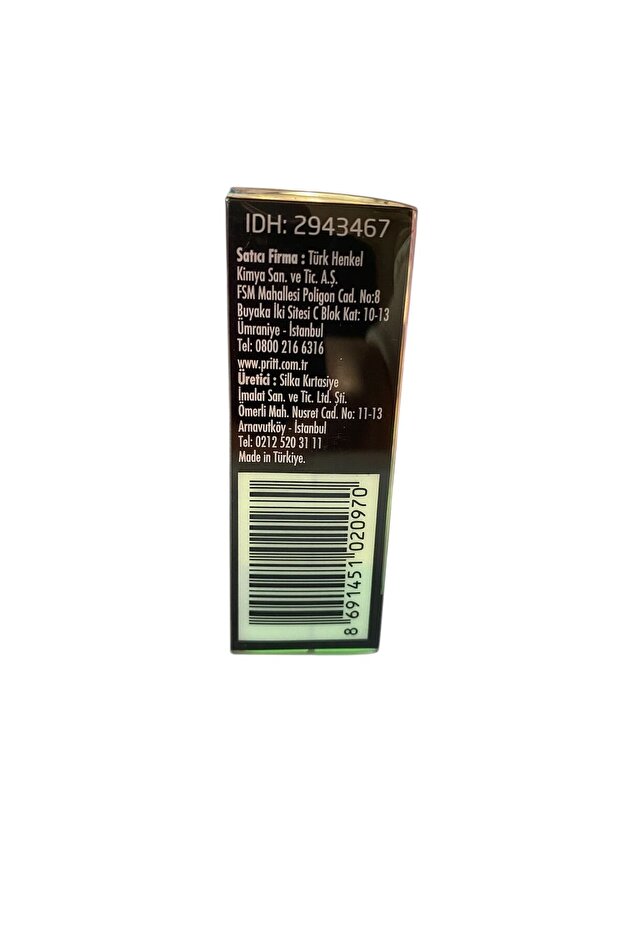 IDH: 2943467
Satıcı Firma : Türk Henkel
Kimya San. ve Tic. A.Ş.
FSM Mahallesi Poligon Cad. No:8
Buyaka İki Sitesi C Blok Kat: 10-13
Ümraniye - İstanbul
Tel: 0800 216 6316
www.pritt.com.tr
Üretici : Silka Kırtasiye
İmalat San. ve Tic. Ltd. Şti.
Ömerli Mah. Nusret Cad. No: 11-13
Arnavutköy - İstanbul
Tel: 0212 520 31 11
Made in Türkiye.
8 691451 020970